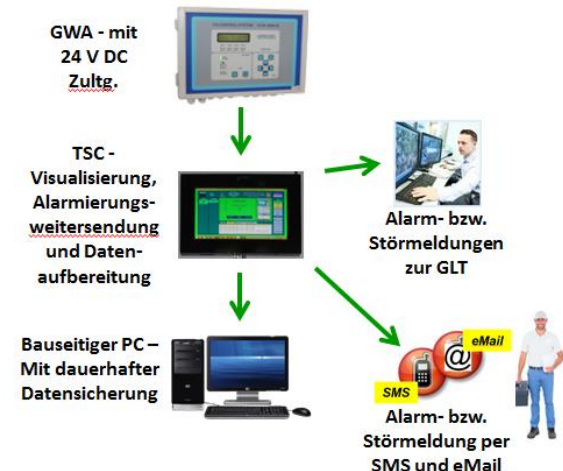 GWA - mit
24 V DC
Zultg.
TSC -
Visualisierung,
Alarmierungs-
weitersendung
und Daten-
aufbereitung
Alarm- bzw.
Störmeldungen
zur GLT
Bauseitiger PC –
Mit dauerhafter
Datensicherung
eMail
@
SMS
Alarm- bzw.
Störmeldung per
SMS und eMail